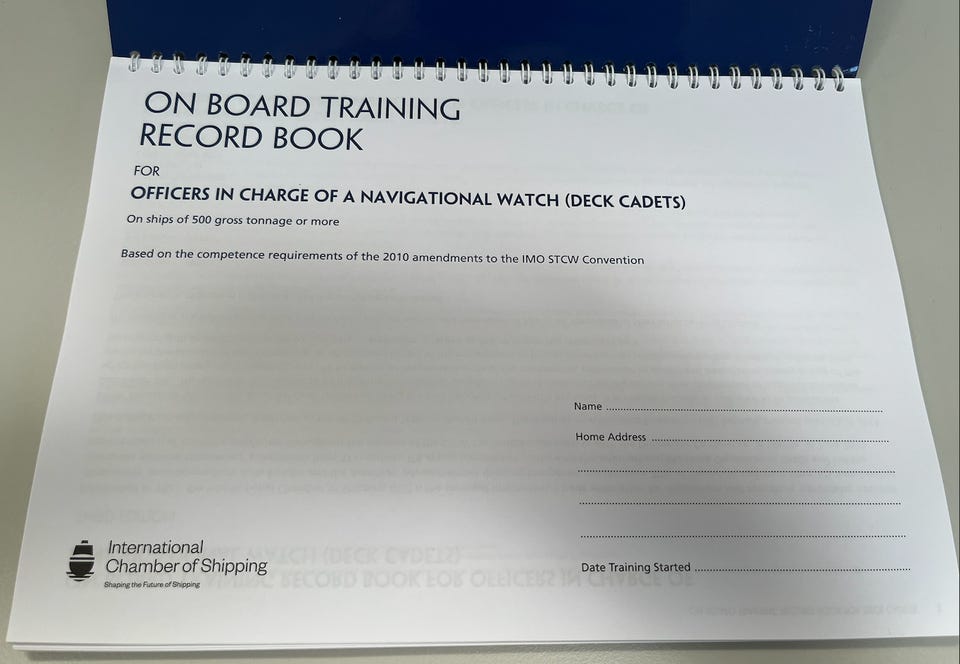 ON BOARD TRAINING
RECORD BOOK
FOR
OFFICERS IN CHARGE OF A NAVIGATIONAL WATCH (DECK CADETS)
On ships of 500 gross tonnage or more
Based on the competence requirements of the 2010 amendments to the IMO STCW Convention
Name
Home Address
Date Training Started
International
Chamber of Shipping
Shaping the Future of Shipping